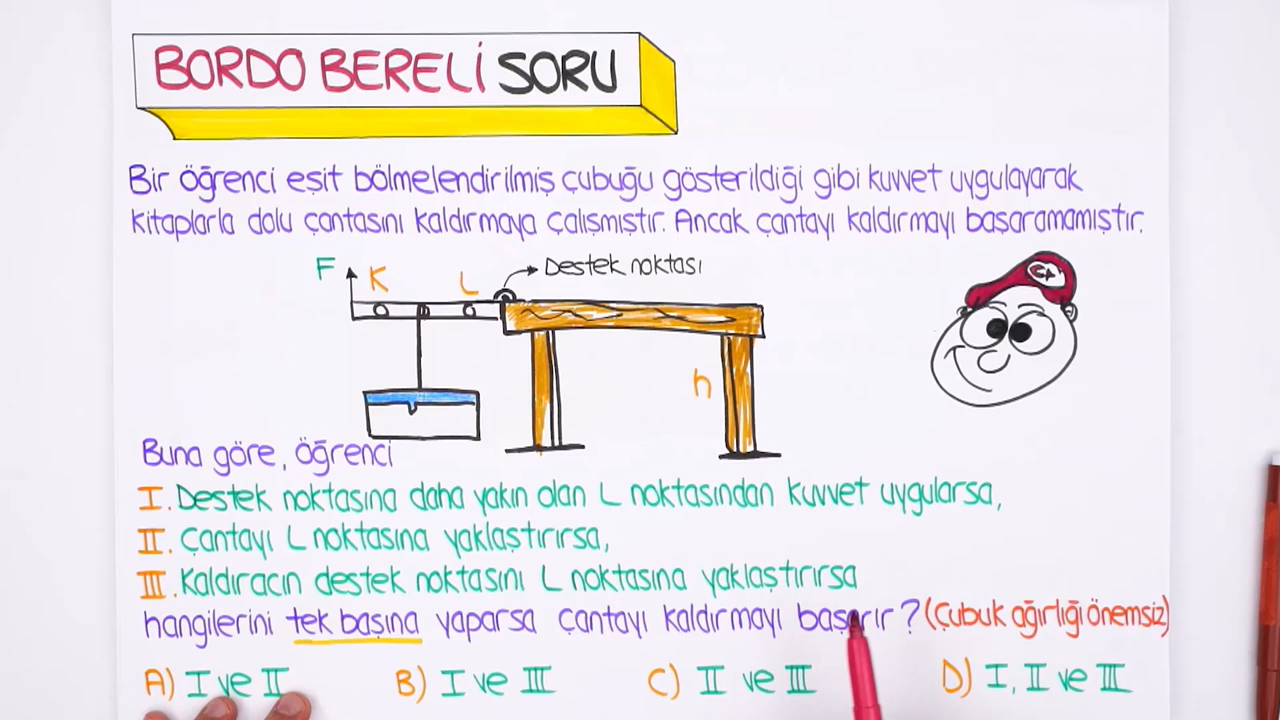 BORDO BERELİ SORU
Bir öğrenci eşit bölmelendirilmiş çubuğu gösterildiği gibi kuvvet uygulayarak
kitaplarla dolu çantasını kaldırmaya çalışmıştır. Ancak çantayı kaldırmayı başaramamıştır.
F K L Destek noktası
h
Buna göre, öğrenci
I. Destek noktasına daha yakın olan L noktasından kuvvet uygularsa,
II. Çantayı L noktasına yaklaştırırsa,
III. Kaldıracın destek noktasını L noktasına yaklaştırırsa
hangilerini tek başına yaparsa çantayı kaldırmayı başarır? (Çubuk ağırlığı önemsiz)
A) I ve II B) I ve III C) II ve III D) I, II ve III